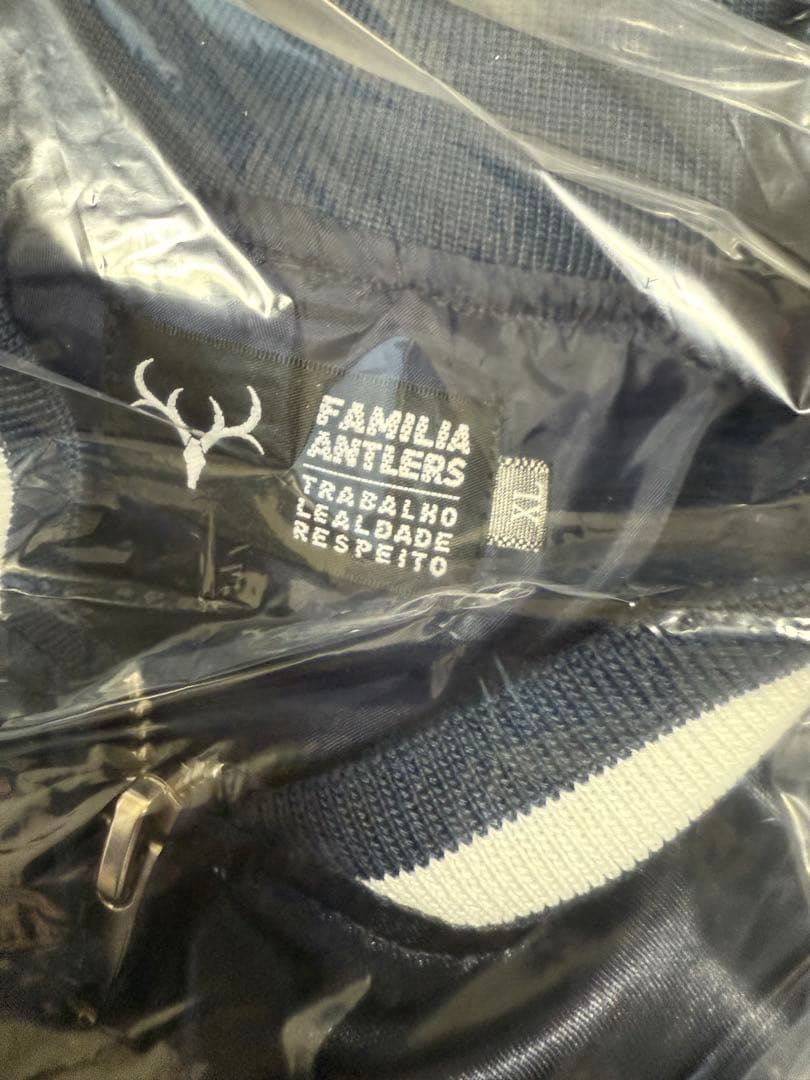 FAMILIA
ANTLERS
TRABALHO
LEALDADE
RESPEITO
XL